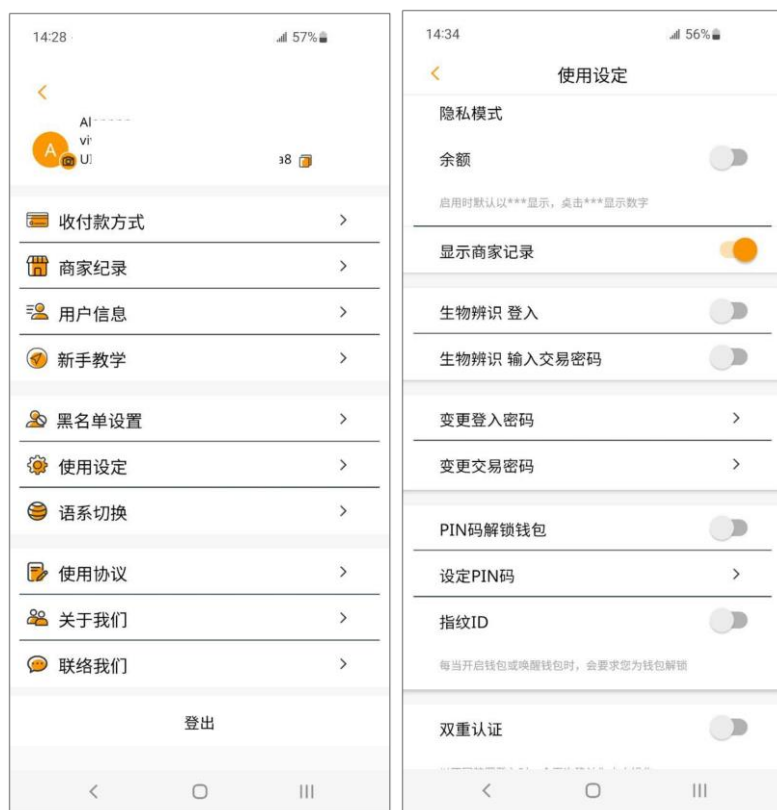 14:28
57%
A
Al
vi
U
a8
收付款方式
商家纪录
用户信息
新手教学
黑名单设置
使用设定
语系切换
使用协议
关于我们
联络我们
登出
14:34
56%
使用设定
隐私模式
余额
启用时默认以***显示，点击***显示数字
显示商家记录
生物辨识 登入
生物辨识 输入交易密码
变更登入密码
变更交易密码
PIN码解锁钱包
设定PIN码
指纹ID
每当开启钱包或唤醒钱包时，会要求您为钱包解锁
双重认证